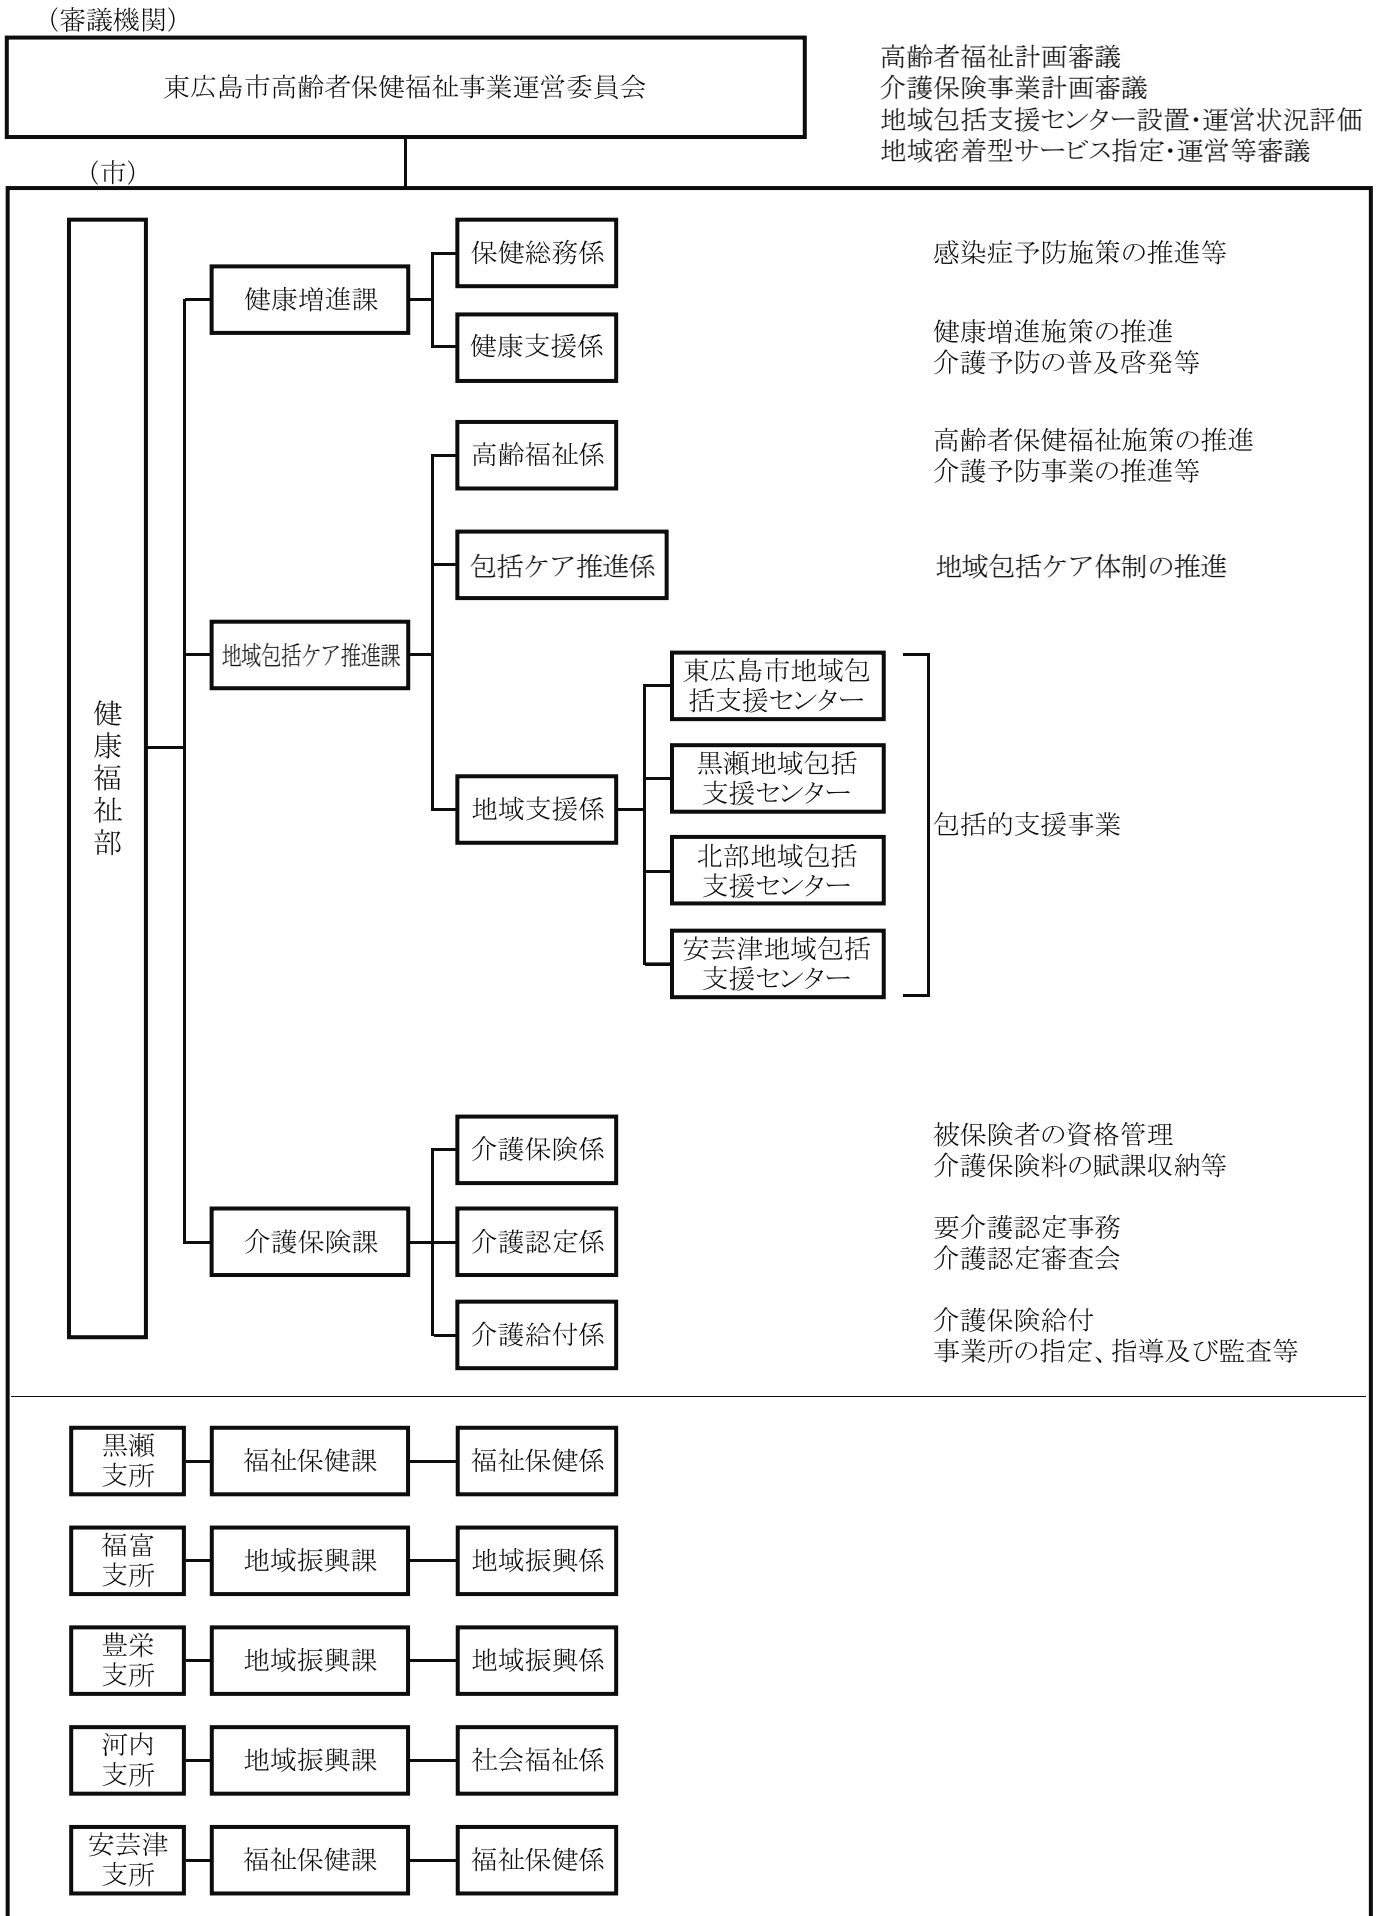 （審議機関）
東広島市高齢者保健福祉事業運営委員会
高齢者福祉計画審議
介護保険事業計画審議
地域包括支援センター設置・運営状況評価
地域密着型サービス指定・運営等審議
（市）
健康福祉部
健康増進課
保健総務係
感染症予防施策の推進等
健康支援係
健康増進施策の推進
介護予防の普及啓発等
地域包括ケア推進課
高齢福祉係
高齢者保健福祉施策の推進
介護予防事業の推進等
包括ケア推進係
地域包括ケア体制の推進
地域支援係
東広島市地域包
括支援センター
黒瀬地域包括
支援センター
北部地域包括
支援センター
安芸津地域包括
支援センター
包括的支援事業
介護保険課
介護保険係
被保険者の資格管理
介護保険料の賦課収納等
介護認定係
要介護認定事務
介護認定審査会
介護給付係
介護保険給付
事業所の指定、指導及び監査等
黒瀬
支所
福祉保健課
福祉保健係
福富
支所
地域振興課
地域振興係
豊栄
支所
地域振興課
地域振興係
河内
支所
地域振興課
社会福祉係
安芸津
支所
福祉保健課
福祉保健係